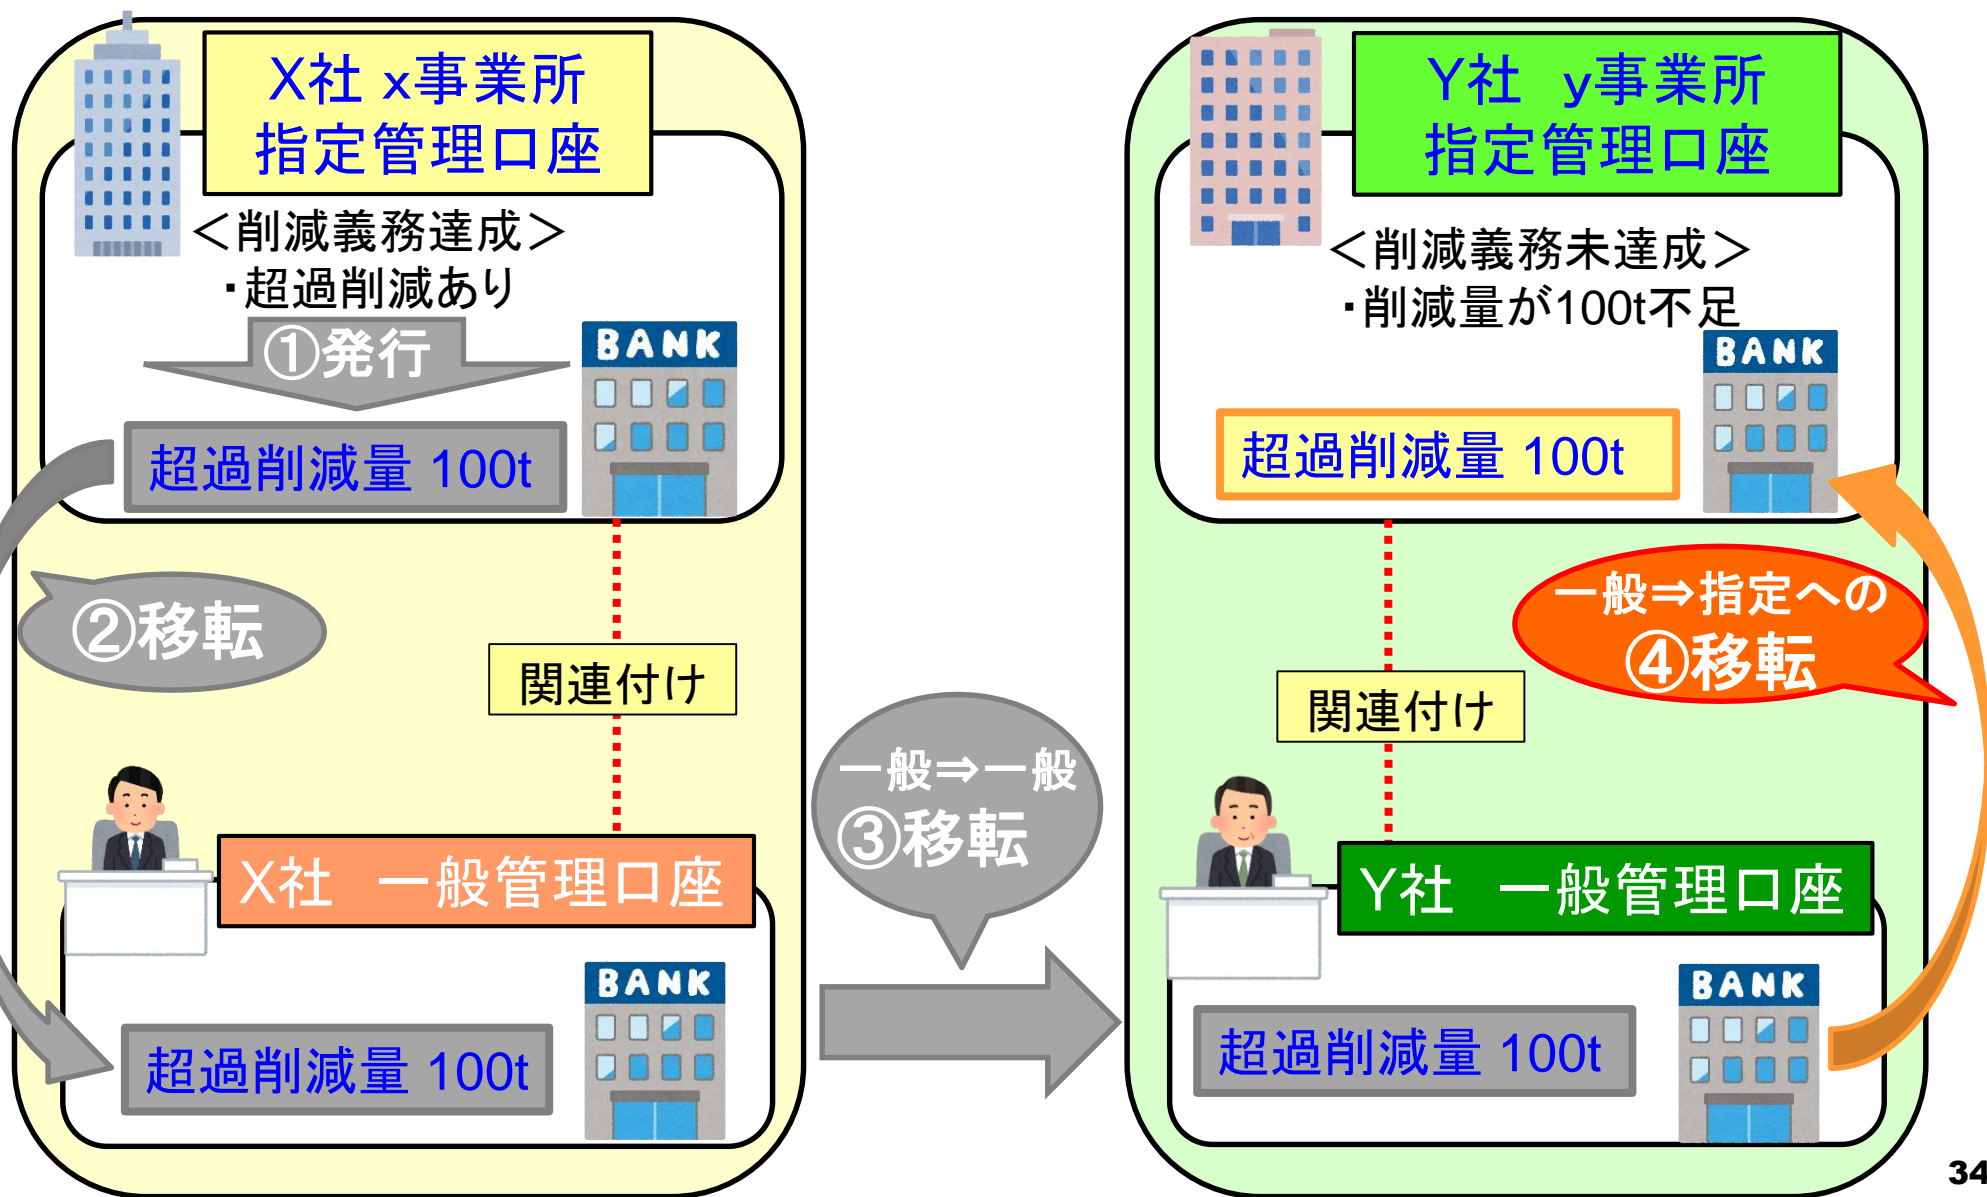 X社 x事業所
指定管理口座
＜削減義務達成＞
・超過削減あり
①発行
BANK
超過削減量 100t
②移転
関連付け
X社　一般管理口座
BANK
超過削減量 100t
一般⇒一般
③移転
Y社　y事業所
指定管理口座
＜削減義務未達成＞
・削減量が100t不足
BANK
超過削減量 100t
一般⇒指定への
④移転
関連付け
Y社　一般管理口座
BANK
超過削減量 100t
34